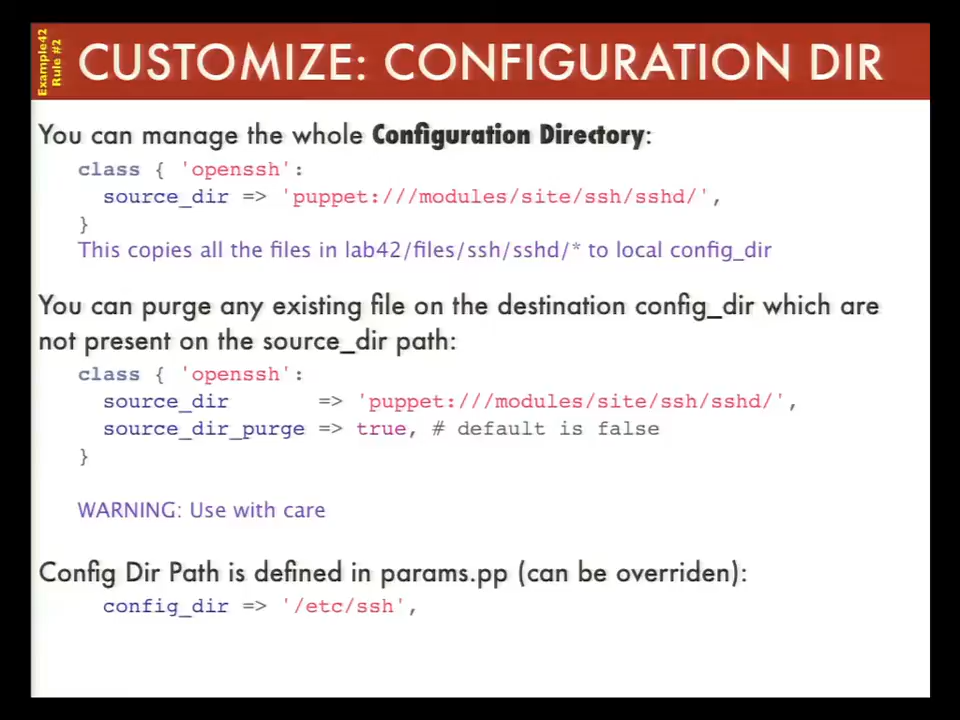 Example42
Rule #2
CUSTOMIZE: CONFIGURATION DIR
You can manage the whole Configuration Directory:
class { 'openssh':
  source_dir => 'puppet:///modules/site/ssh/sshd/',
}
This copies all the files in lab42/files/ssh/sshd/* to local config_dir
You can purge any existing file on the destination config_dir which are
not present on the source_dir path:
class { 'openssh':
  source_dir       => 'puppet:///modules/site/ssh/sshd/',
  source_dir_purge => true, # default is false
}
WARNING: Use with care
Config Dir Path is defined in params.pp (can be overriden):
  config_dir => '/etc/ssh',